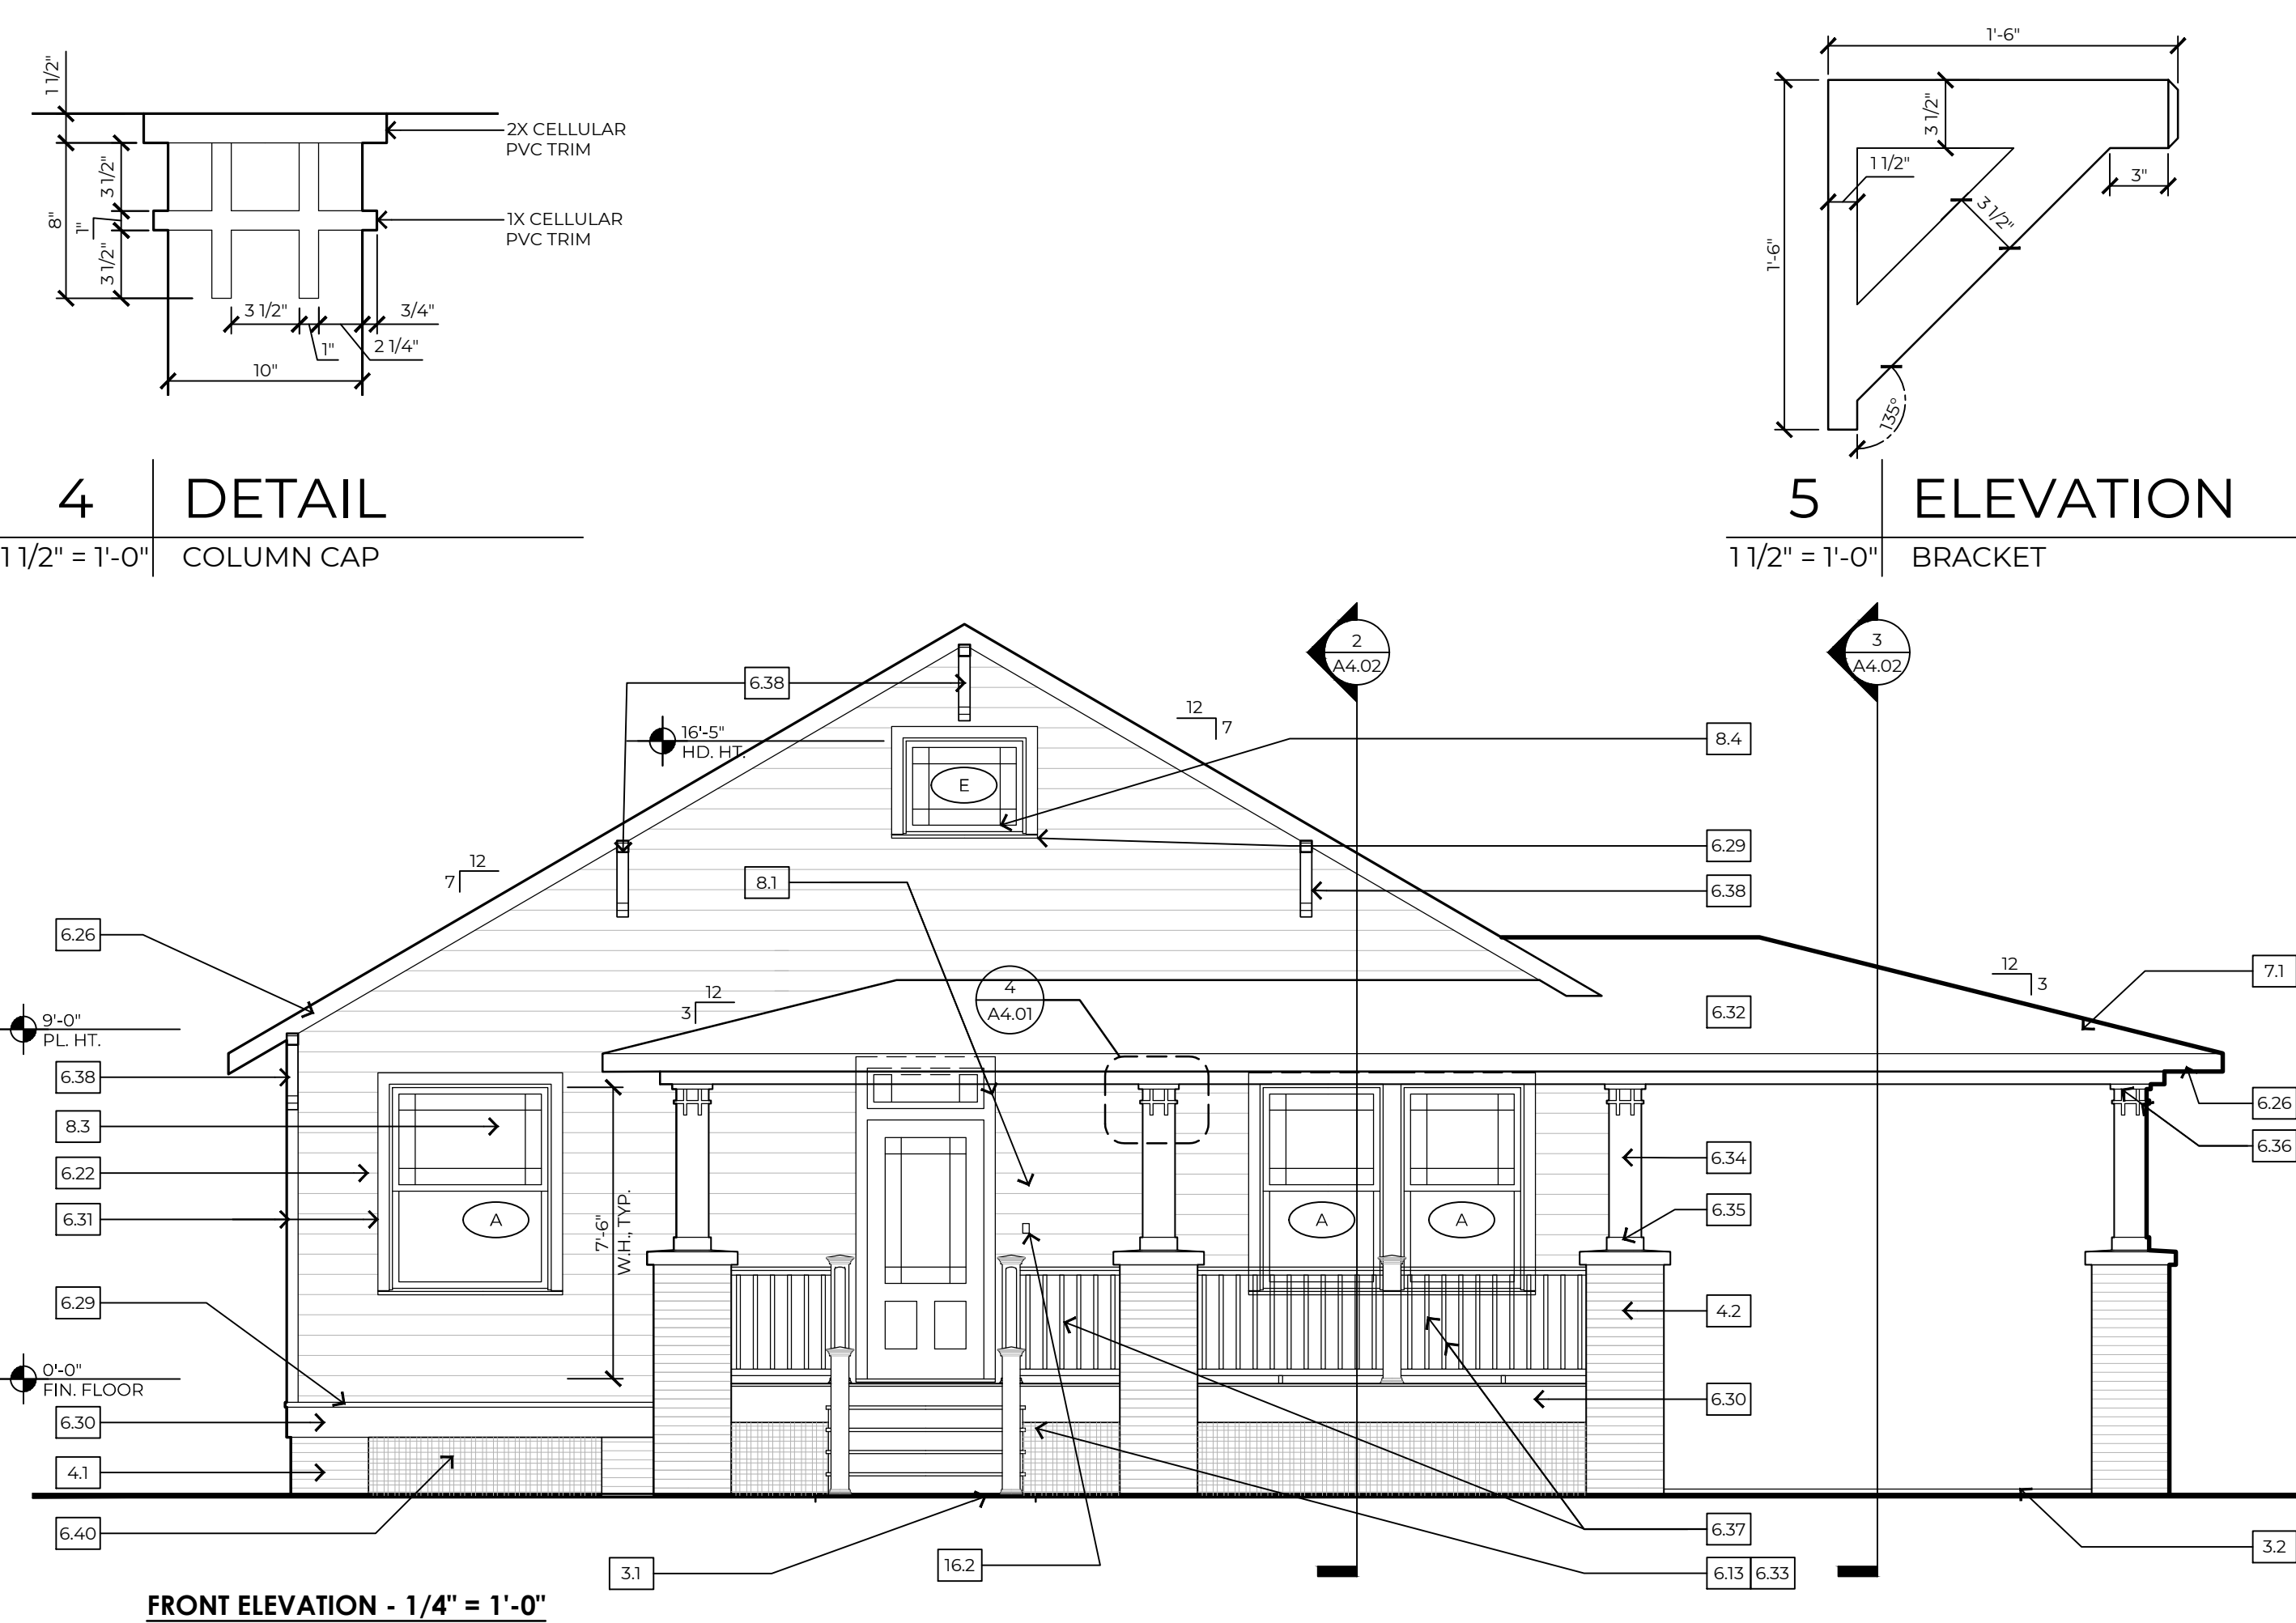 1 1/2"
2X CELLULAR
PVC TRIM
3 1/2"
8"
1"
1X CELLULAR
PVC TRIM
3 1/2"
3 1/2"
3/4"
1"
2 1/4"
10"
4
DETAIL
1 1/2" = 1'-0"
COLUMN CAP
1'-6"
3 1/2"
1 1/2"
3"
3 1/2"
1'-6"
135°
5
ELEVATION
1 1/2" = 1'-0"
BRACKET
2
A4.02
3
A4.02
6.38
12
7
16'-5"
HD. HT.
8.4
E
6.29
12
7
8.1
6.38
6.26
12
3
7.1
4
A4.01
12
3
6.32
9'-0"
PL. HT.
6.38
6.26
8.3
6.36
6.34
6.22
7'-6"
W.H., TYP.
6.31
A
A
A
6.35
6.29
4.2
0'-0"
FIN. FLOOR
6.30
6.30
4.1
6.40
6.37
3.2
3.1
16.2
6.13
6.33
FRONT ELEVATION - 1/4" = 1'-0"